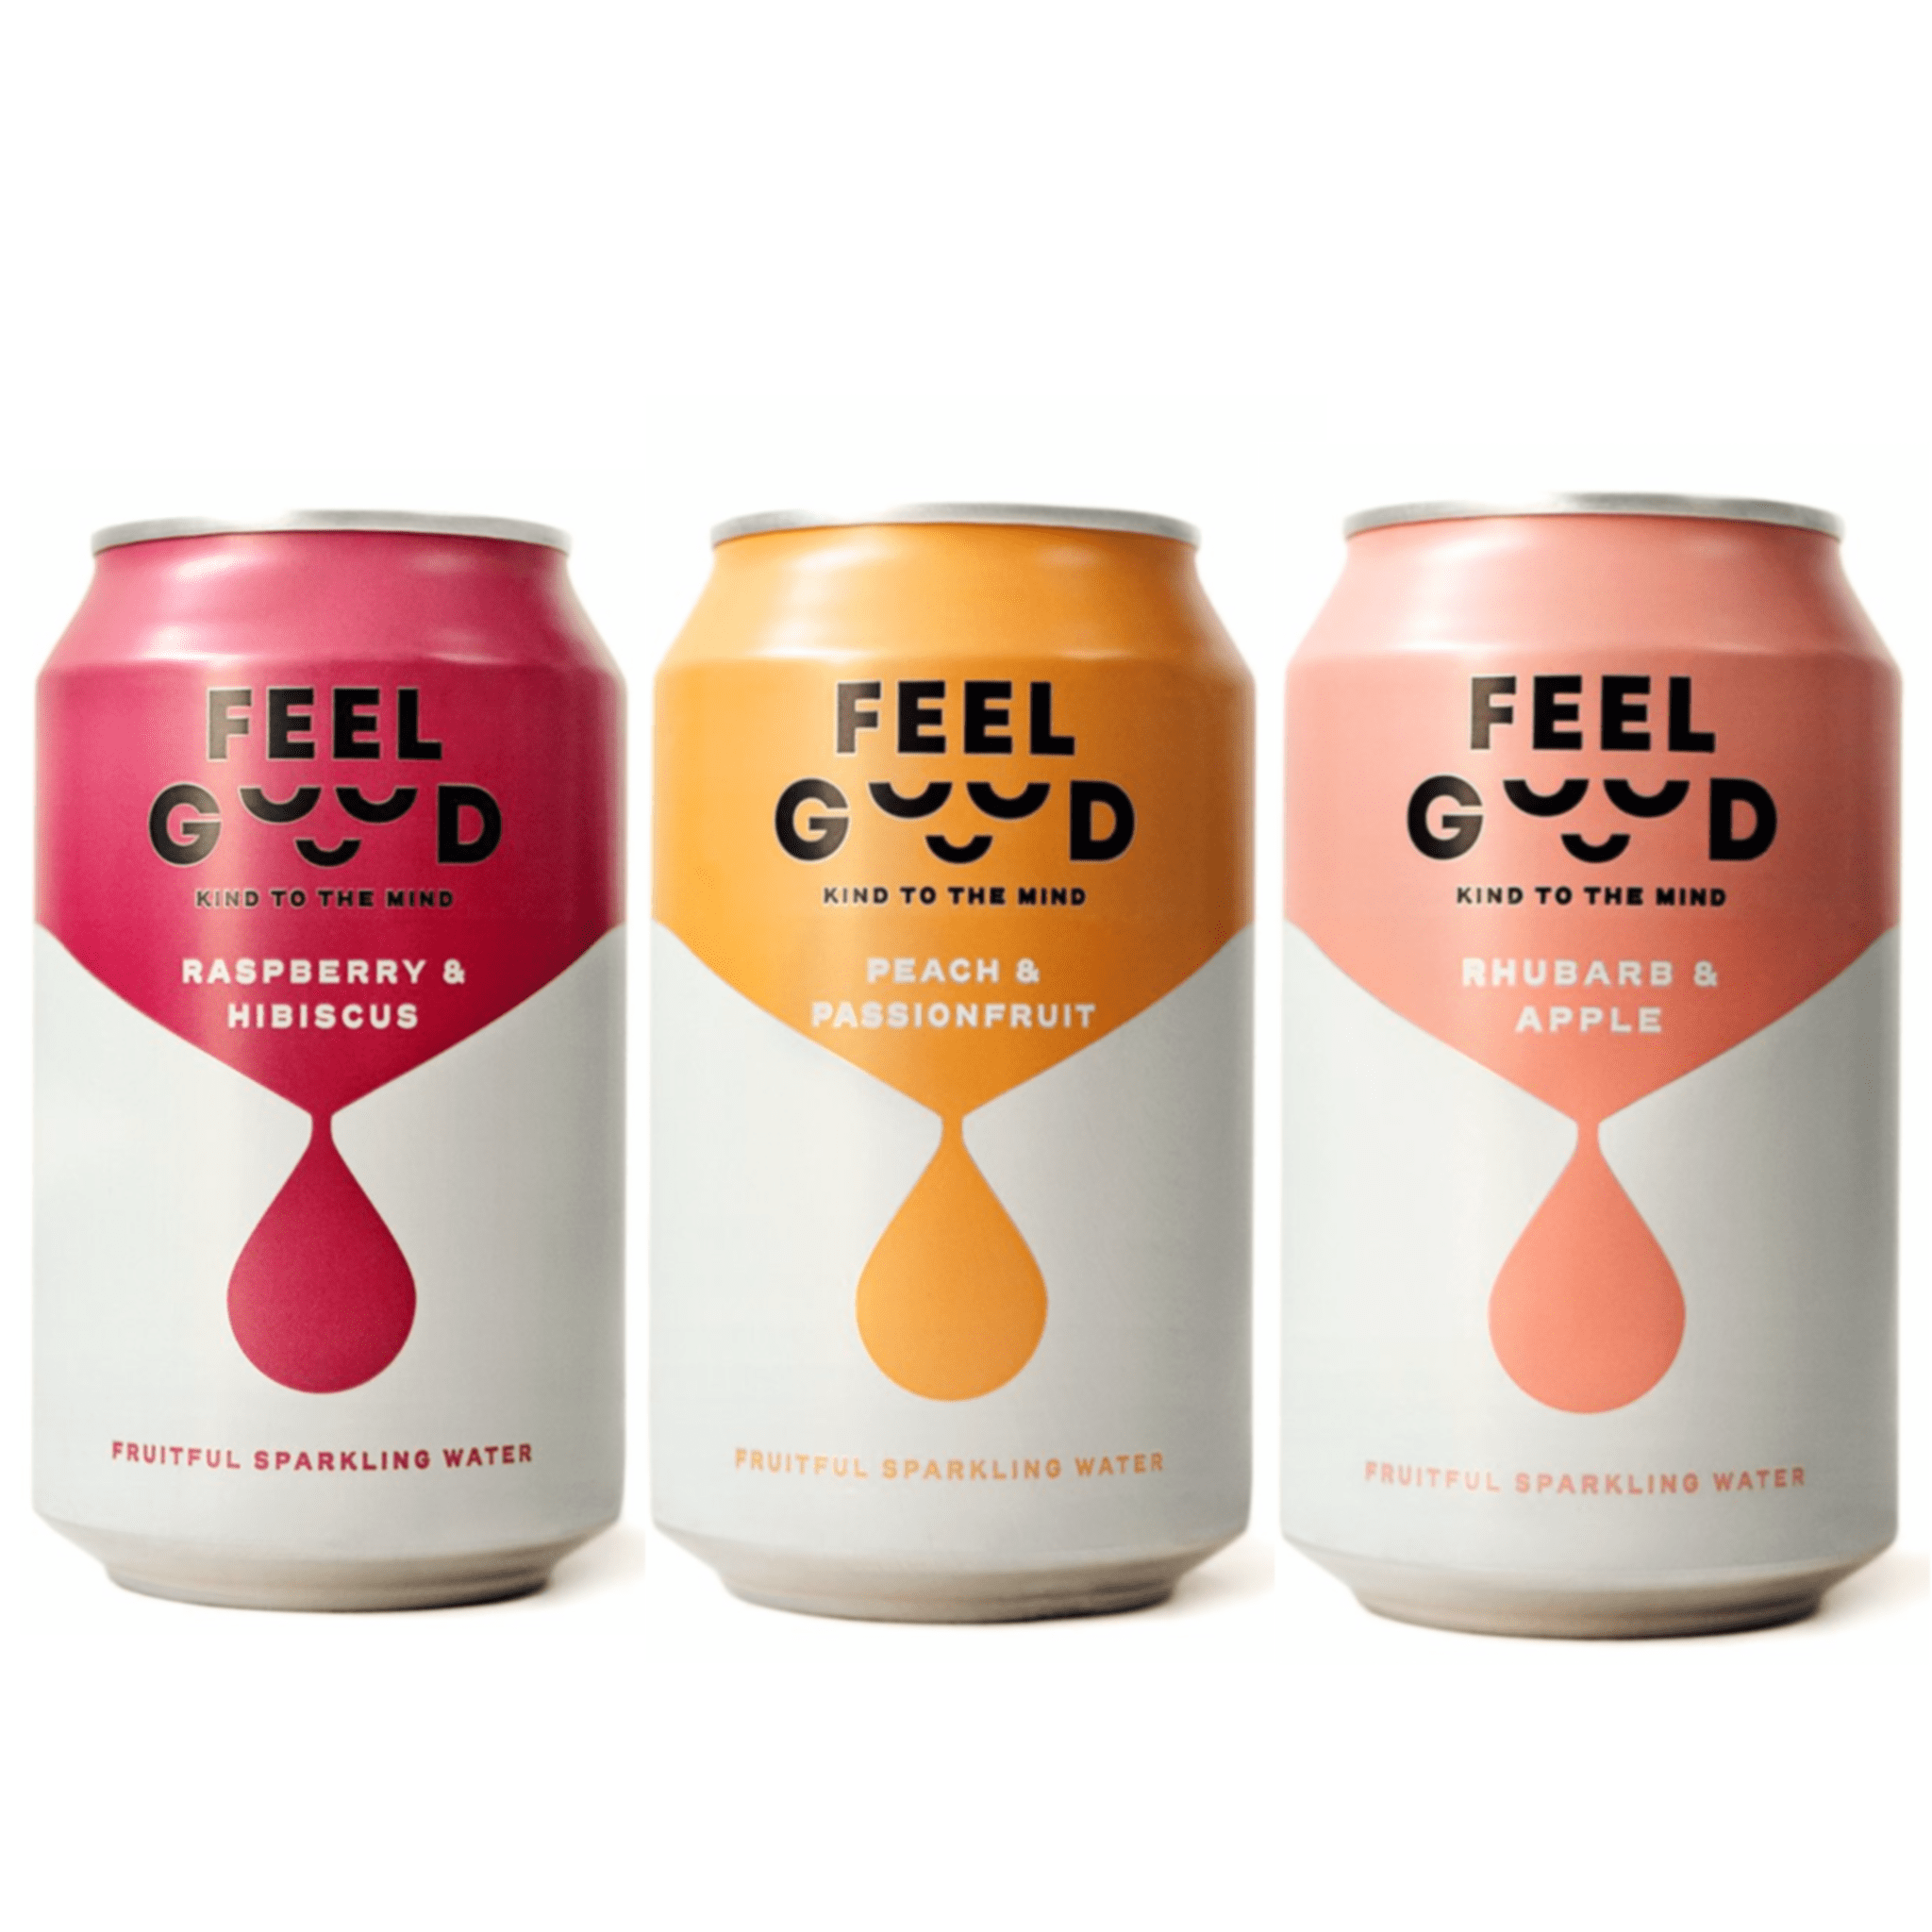 FEEL
GOOD
KIND TO THE MIND
RASPBERRY &
HIBISCUS
FRUITFUL SPARKLING WATER
FEEL
GOOD
KIND TO THE MIND
PEACH &
PASSIONFRUIT
FRUITFUL SPARKLING WATER
FEEL
GOOD
KIND TO THE MIND
RHUBARB &
APPLE
FRUITFUL SPARKLING WATER